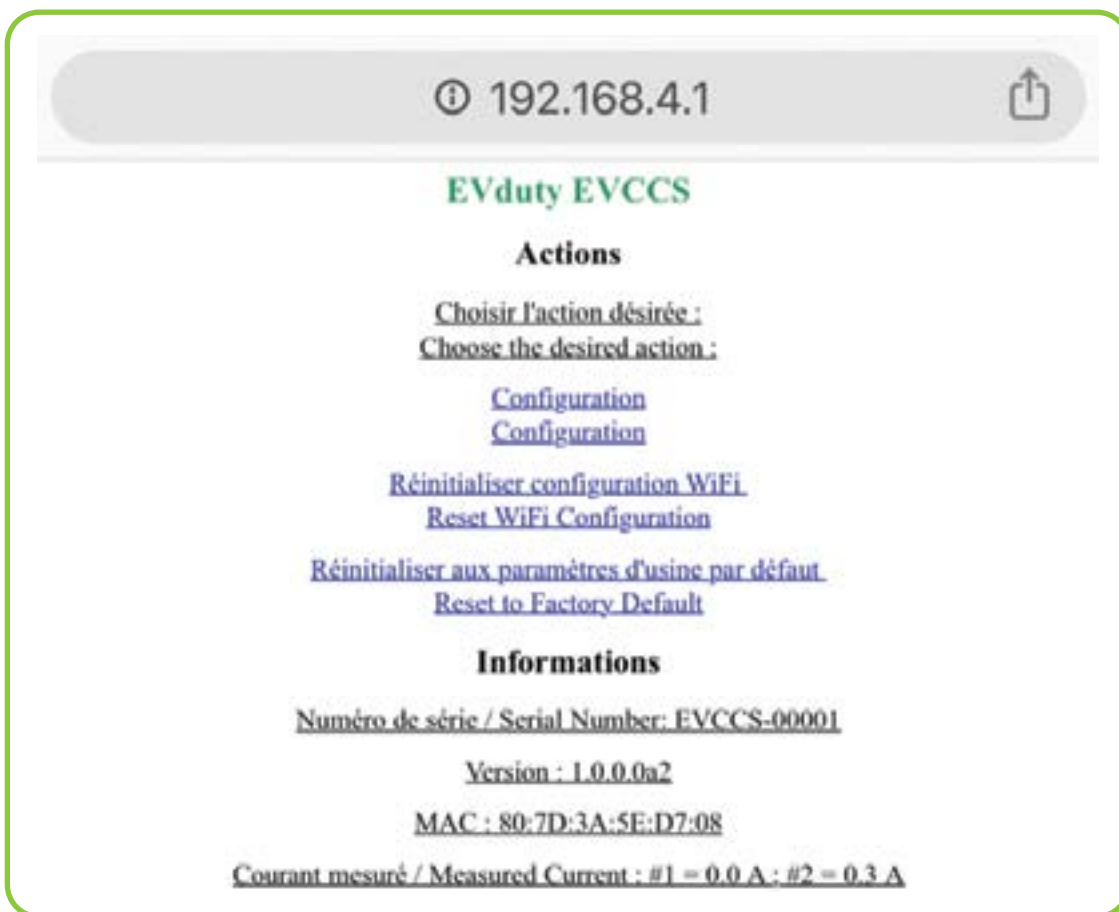 192.168.4.1
EVduty EVCCS
Actions
Choisir l'action désirée :
Choose the desired action :
Configuration
Configuration
Réinitialiser configuration WiFi
Reset WiFi Configuration
Réinitialiser aux paramètres d'usine par défaut
Reset to Factory Default
Informations
Numéro de série / Serial Number: EVCCS-00001
Version : 1.0.0.0a2
MAC : 80:7D:3A:5E:D7:08
Courant mesuré / Measured Current : #1 = 0.0 A ; #2 = 0.3 A